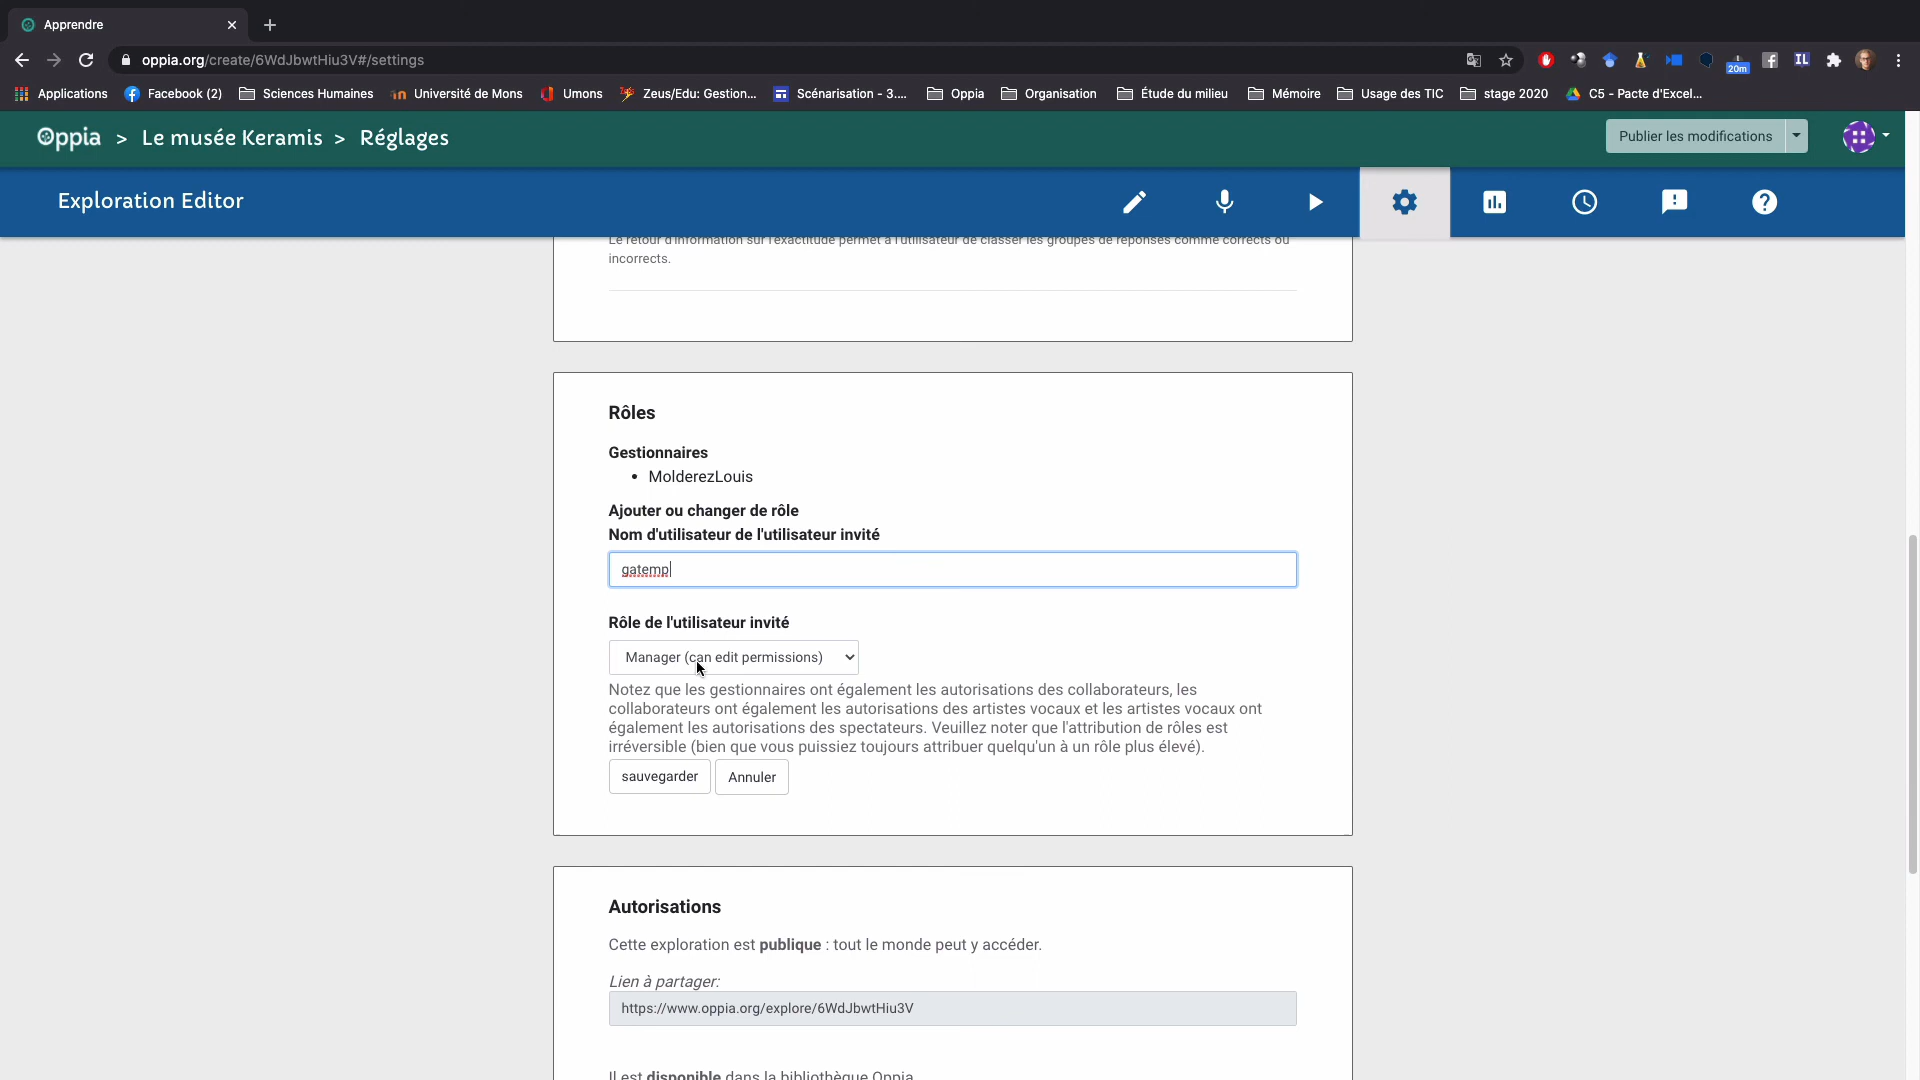 Apprendre
oppia.org/create/6WdJbwtHiu3V#/settings
20m
Applications Facebook (2) Sciences Humaines Université de Mons Umons Zeus/Edu: Gestion... Scénarisation - 3.... Oppia Organisation Étude du milieu Mémoire Usage des TIC stage 2020 C5 - Pacte d'Excel...
Oppia > Le musée Keramis > Réglages
Publier les modifications
Exploration Editor
Le retour d'information sur l'exactitude permet à l'utilisateur de classer les groupes de réponses comme corrects ou
incorrects.
Rôles
Gestionnaires
• MolderezLouis
Ajouter ou changer de rôle
Nom d'utilisateur de l'utilisateur invité
gatemp
Rôle de l'utilisateur invité
Manager (can edit permissions)
Notez que les gestionnaires ont également les autorisations des collaborateurs, les
collaborateurs ont également les autorisations des artistes vocaux et les artistes vocaux ont
également les autorisations des spectateurs. Veuillez noter que l'attribution de rôles est
irréversible (bien que vous puissiez toujours attribuer quelqu'un à un rôle plus élevé).
sauvegarder Annuler
Autorisations
Cette exploration est publique : tout le monde peut y accéder.
Lien à partager:
https://www.oppia.org/explore/6WdJbwtHiu3V
Il est disponible dans la bibliothèque Oppia